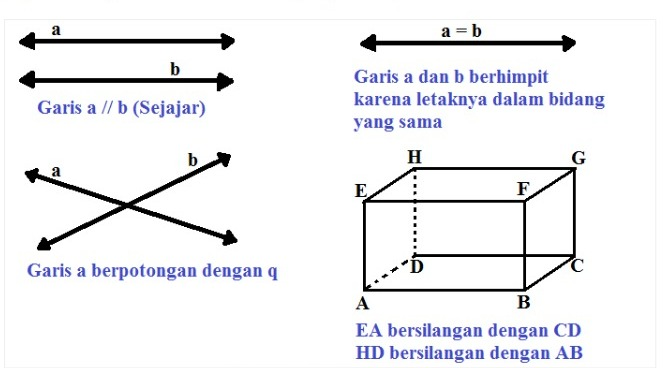 a
b
Garis a // b (Sejajar)
a = b
Garis a dan b berhimpit
karena letaknya dalam bidang
yang sama
a
b
Garis a berpotongan dengan q
H
G
E
F
D
C
A
B
EA bersilangan dengan CD
HD bersilangan dengan AB